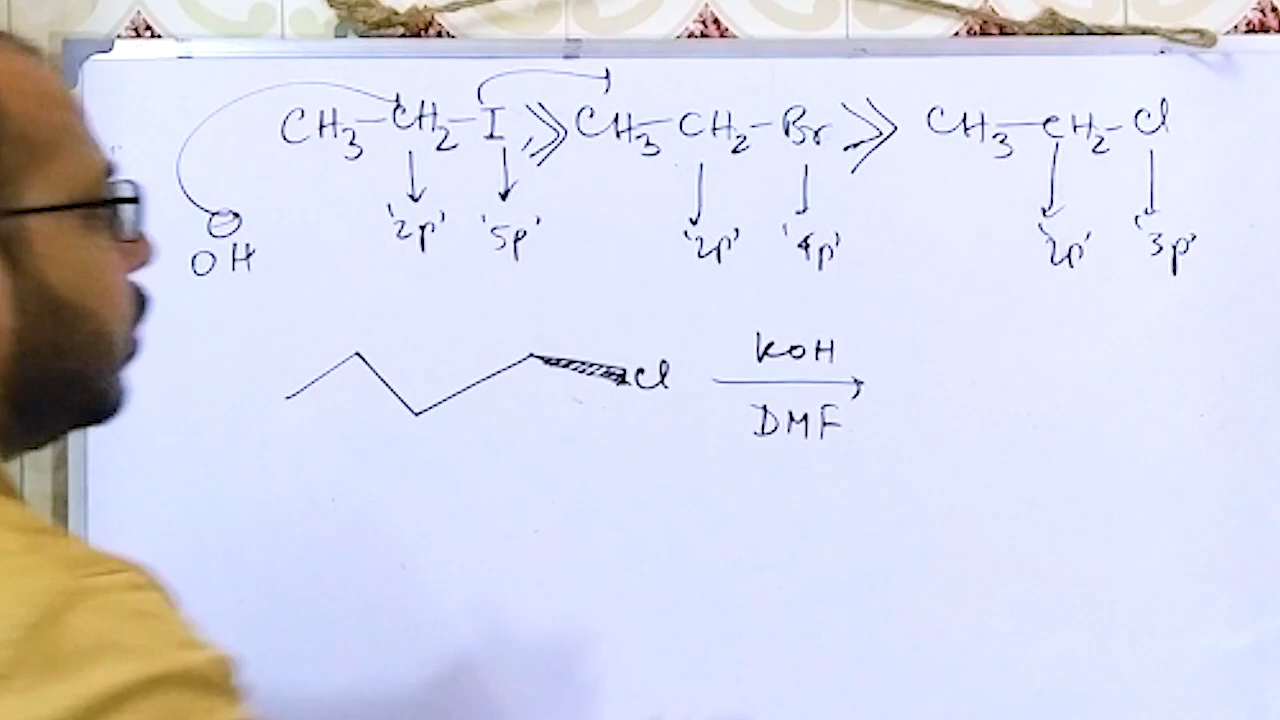 CH₃-CH₂-I >> CH₃-CH₂-Br >> CH₃-CH₂-Cl
'2p' '5p' '2p' '4p' '2p' '3p'
⊖
OH
Cl KOH
DMF